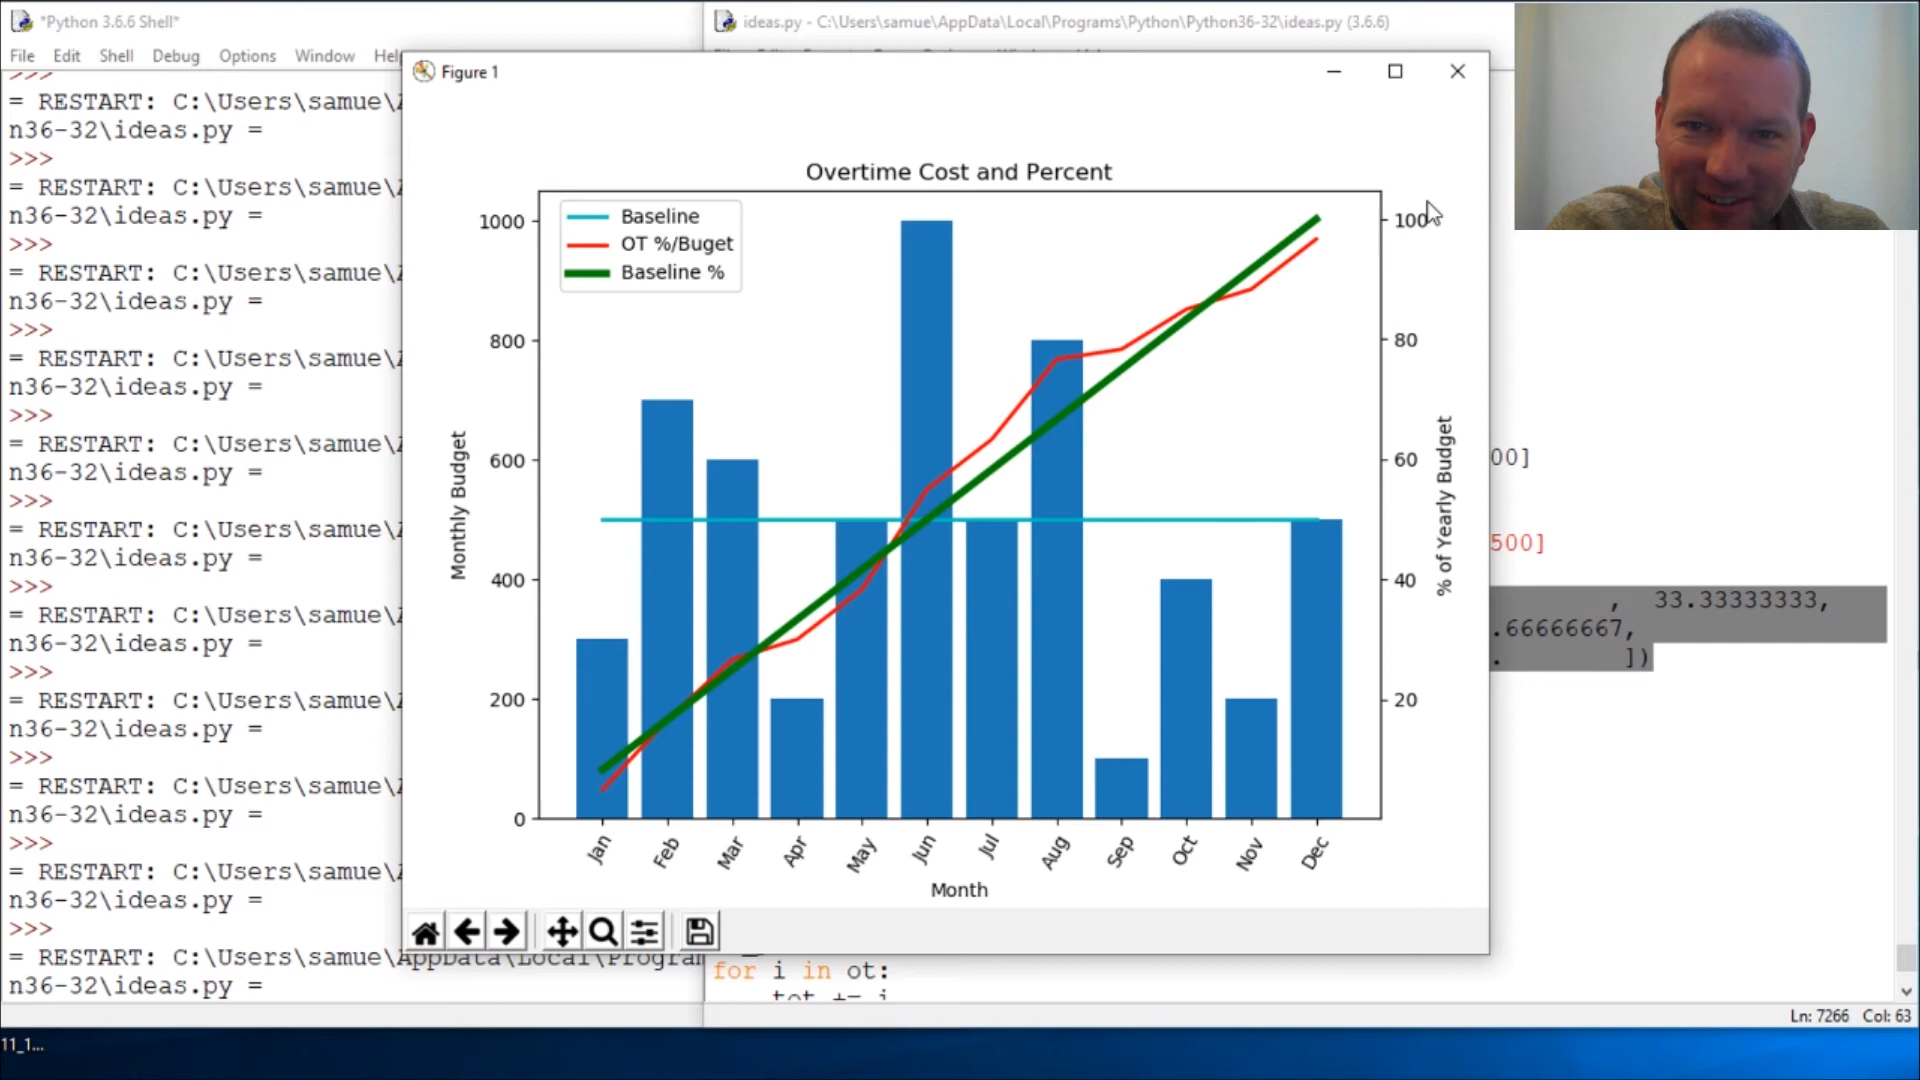 *Python 3.6.6 Shell*
File Edit Shell Debug Options Window Hel
>>>
= RESTART: C:\Users\samue\A
n36-32\ideas.py =
>>>
= RESTART: C:\Users\samue\A
n36-32\ideas.py =
>>>
= RESTART: C:\Users\samue\A
n36-32\ideas.py =
>>>
= RESTART: C:\Users\samue\A
n36-32\ideas.py =
>>>
= RESTART: C:\Users\samue\A
n36-32\ideas.py =
>>>
= RESTART: C:\Users\samue\A
n36-32\ideas.py =
>>>
= RESTART: C:\Users\samue\A
n36-32\ideas.py =
>>>
= RESTART: C:\Users\samue\A
n36-32\ideas.py =
>>>
= RESTART: C:\Users\samue\A
n36-32\ideas.py =
>>>
= RESTART: C:\Users\samue\A
n36-32\ideas.py =
>>>
= RESTART: C:\Users\samue\AppData\Local\Program
n36-32\ideas.py =
ideas.py - C:\Users\samue\AppData\Local\Programs\Python\Python36-32\ideas.py (3.6.6)
Figure 1
Overtime Cost and Percent
Baseline
OT %/Buget
Baseline %
1000
800
600
400
200
0
Monthly Budget
100
80
60
40
20
% of Yearly Budget
Jan Feb Mar Apr May Jun Jul Aug Sep Oct Nov Dec
Month
00]
500]
, 33.33333333,
.66666667,
. ])
for i in ot:
tot += i
Ln: 7266 Col: 63
11_1...